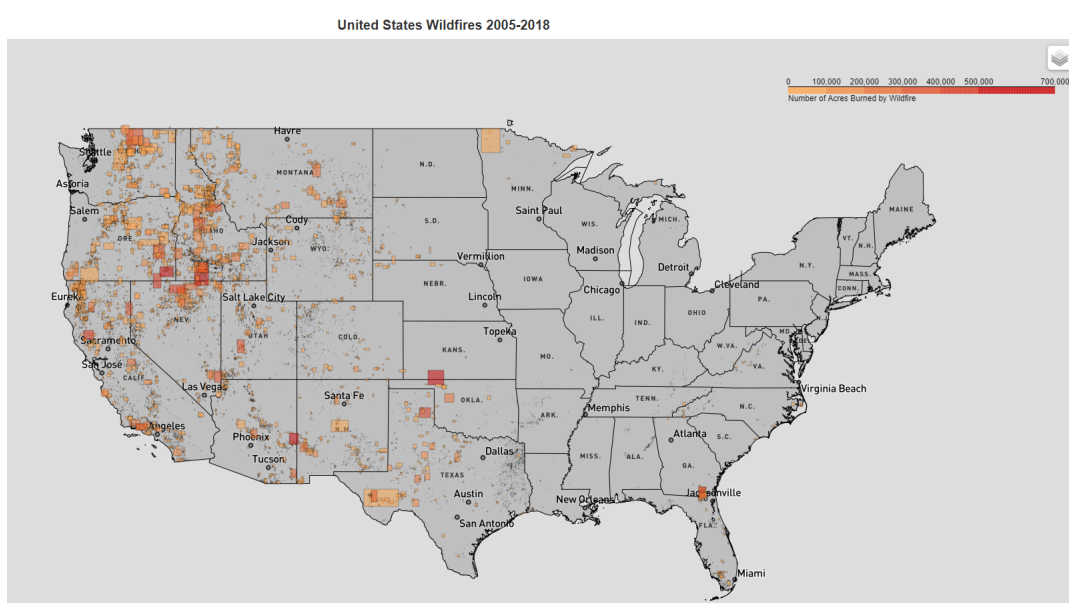 United States Wildfires 2005-2018
0 100,000 200,000 300,000 400,000 500,000 700,000
Number of Acres Burned by Wildfire
Havre
Seattle
N.D.
MONTANA
MINN.
Astoria
Salem
Saint Paul
S.D.
WIS.
MICH.
MAINE
Cody
ORE.
IDAHO
Jackson
WYO.
VT.
N.H.
Madison
Vermillion
N.Y.
Detroit
MASS.
IOWA
Cleveland
NEBR.
Chicago
CONN.
Eurek
Salt Lake City
Lincoln
PA.
OHIO
NEV.
ILL.
IND.
UTAH
COLO.
Topeka
MD.
DEL.
Sacramento
W.VA.
KANS.
MO.
San José
KY.
VA.
CALIF.
Las Vegas
Virginia Beach
Santa Fe
OKLA.
TENN.
N.C.
Memphis
ARK.
Angeles
N.M.
Phoenix
Atlanta
S.C.
Dallas
MISS.
ALA.
Tucson
GA.
TEXAS
Austin
New Orleans
Jacksonville
San Antonio
FLA.
Miami